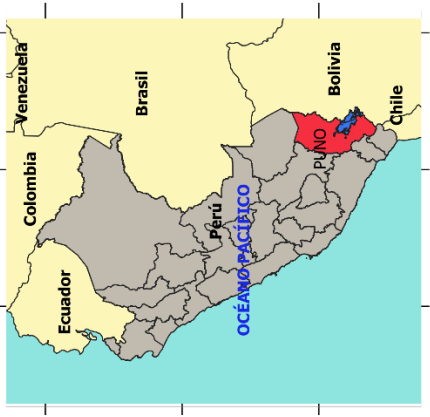 Venezuela
Colombia
Ecuador
Brasil
Perú
OCÉANO PACÍFICO
Bolivia
PUNO
Chile